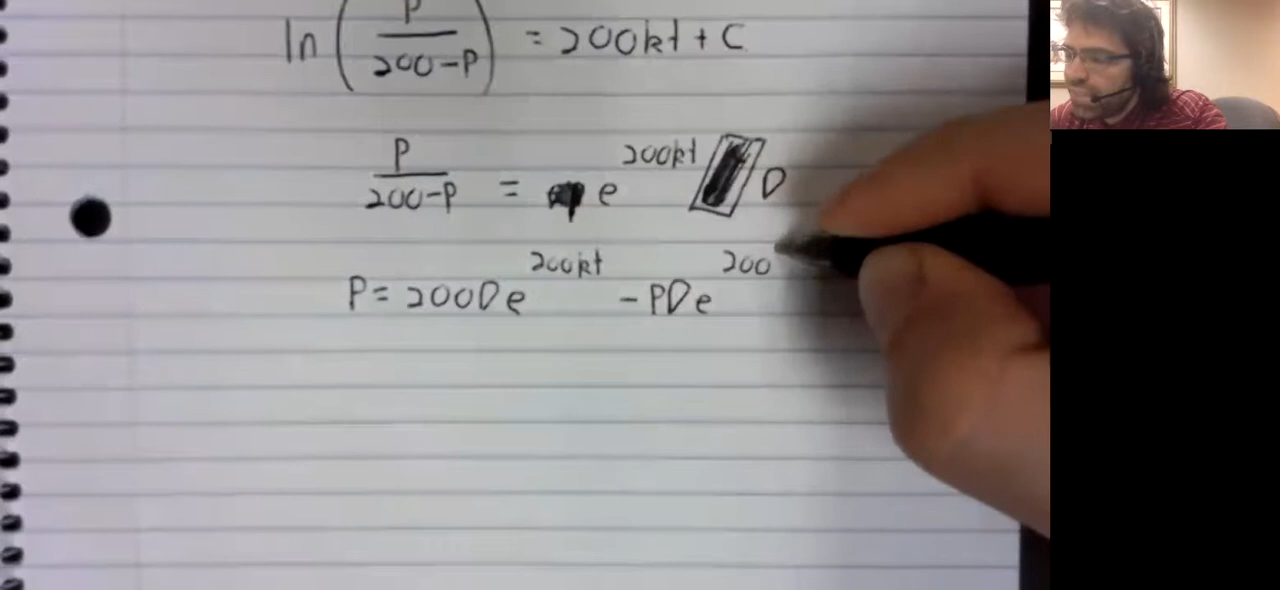 ln(P/(200-P)) = 200kt + C
P/(200-P) = e^200kt D
P = 200De^200kt - PDe^200